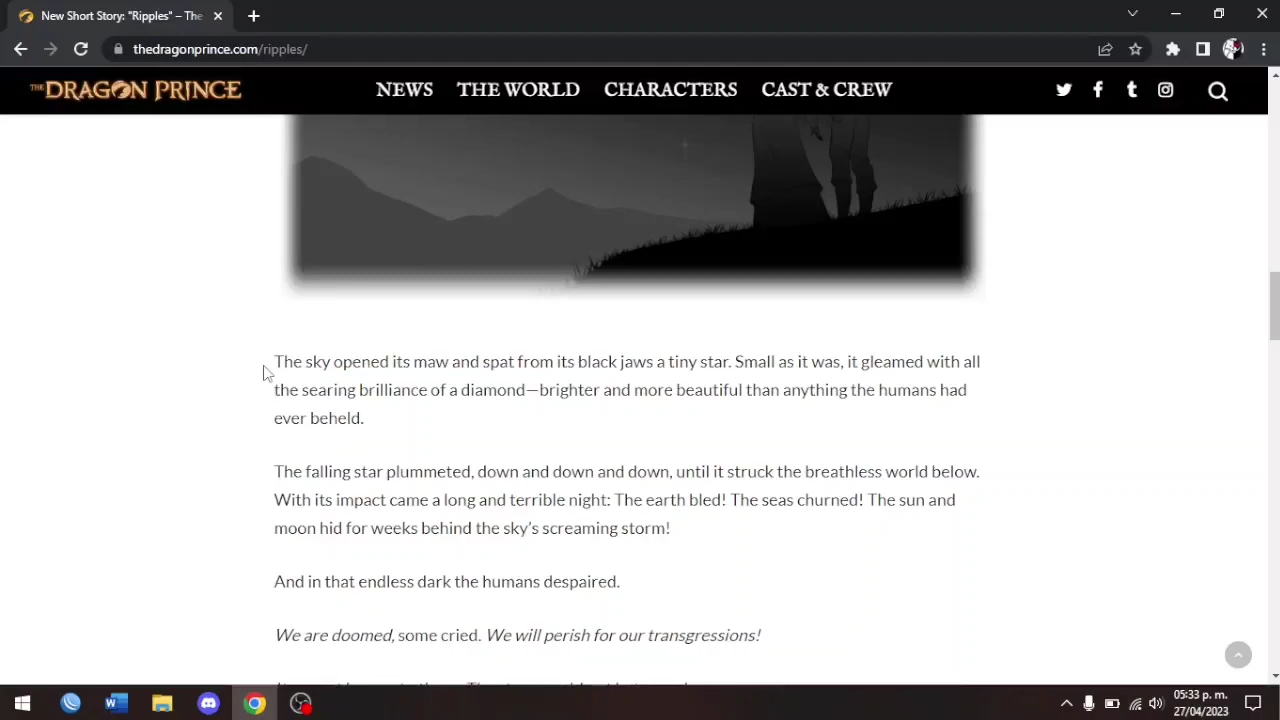 New Short Story: "Ripples" – The
thedragonprince.com/ripples/
THE DRAGON PRINCE
NEWS THE WORLD CHARACTERS CAST & CREW
The sky opened its maw and spat from its black jaws a tiny star. Small as it was, it gleamed with all
the searing brilliance of a diamond—brighter and more beautiful than anything the humans had
ever beheld.
The falling star plummeted, down and down and down, until it struck the breathless world below.
With its impact came a long and terrible night: The earth bled! The seas churned! The sun and
moon hid for weeks behind the sky's screaming storm!
And in that endless dark the humans despaired.
We are doomed, some cried. We will perish for our transgressions!
05:33 p. m.
27/04/2023